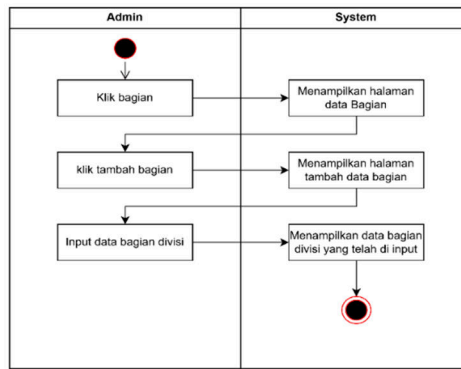 Admin
System
Klik bagian
Menampilkan halaman
data Bagian
klik tambah bagian
Menampilkan halaman
tambah data bagian
Input data bagian divisi
Menampilkan data bagian
divisi yang telah di input